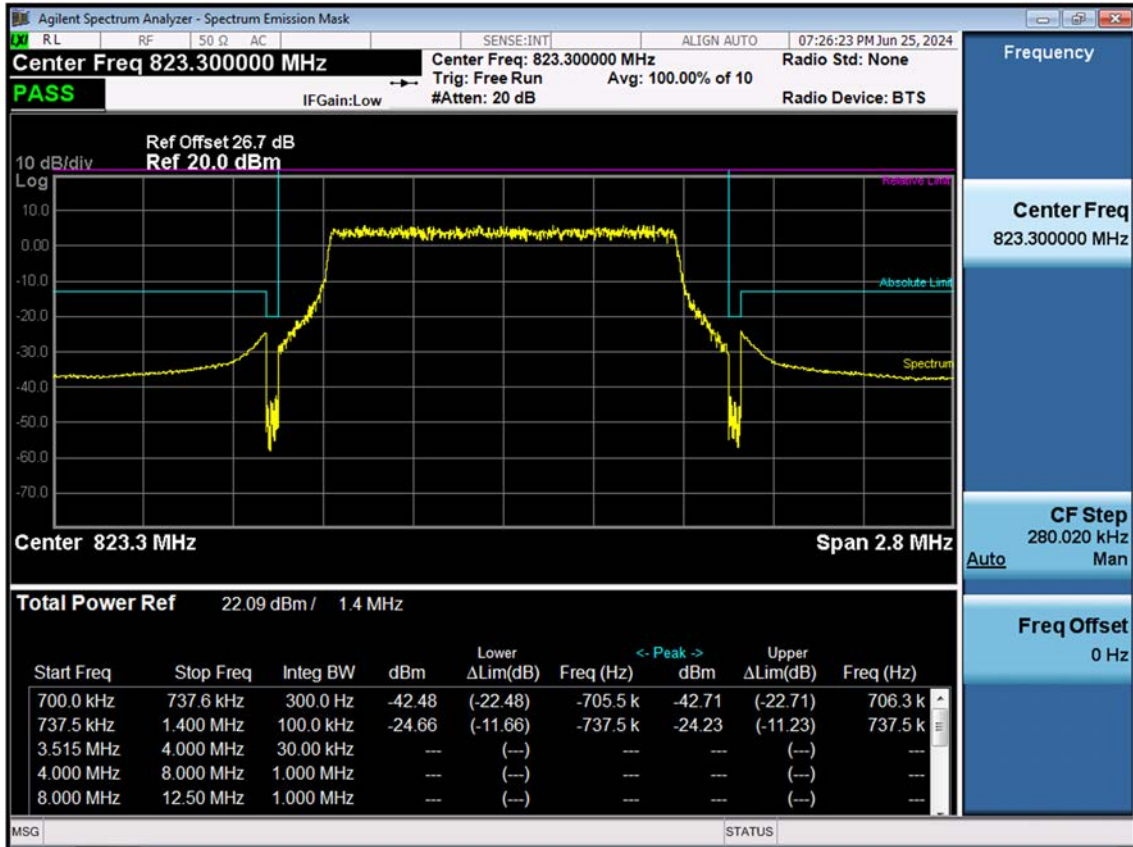 Agilent Spectrum Analyzer - Spectrum Emission Mask
LXI RL RF 50 Ω AC SENSE:INT ALIGN AUTO 07:26:23 PM Jun 25, 2024
Center Freq 823.300000 MHz
Center Freq: 823.300000 MHz Radio Std: None
Trig: Free Run Avg: 100.00% of 10
PASS IFGain:Low #Atten: 20 dB Radio Device: BTS
Ref Offset 26.7 dB
10 dB/div Ref 20.0 dBm
Log
Relative Limit
10.0
0.00
-10.0
Absolute Limit
-20.0
-30.0
Spectrum
-40.0
-50.0
-60.0
-70.0
Center 823.3 MHz Span 2.8 MHz
Total Power Ref 22.09 dBm / 1.4 MHz
Lower <- Peak -> Upper
Start Freq Stop Freq Integ BW dBm ΔLim(dB) Freq (Hz) dBm ΔLim(dB) Freq (Hz)
700.0 kHz 737.6 kHz 300.0 Hz -42.48 (-22.48) -705.5 k -42.71 (-22.71) 706.3 k
737.5 kHz 1.400 MHz 100.0 kHz -24.66 (-11.66) -737.5 k -24.23 (-11.23) 737.5 k
3.515 MHz 4.000 MHz 30.00 kHz --- (---) --- --- (---) ---
4.000 MHz 8.000 MHz 1.000 MHz --- (---) --- --- (---) ---
8.000 MHz 12.50 MHz 1.000 MHz --- (---) --- --- (---) ---
MSG STATUS
Frequency
Center Freq
823.300000 MHz
CF Step
280.020 kHz
Auto Man
Freq Offset
0 Hz